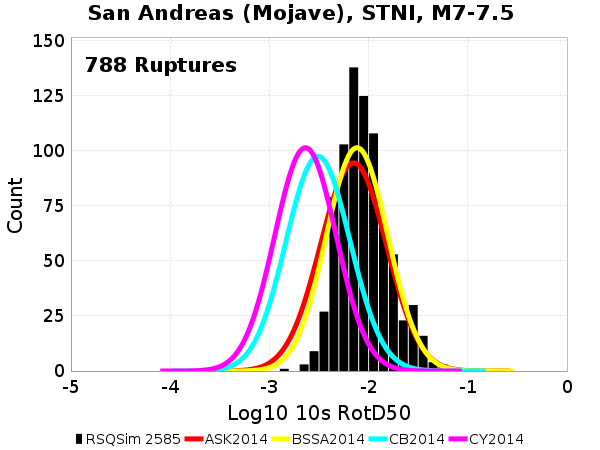 San Andreas (Mojave), STNI, M7-7.5
788 Ruptures
150
125
100
75
50
25
0
Count
-5 -4 -3 -2 -1 0
Log10 10s RotD50
RSQSim 2585 ASK2014 BSSA2014 CB2014 CY2014